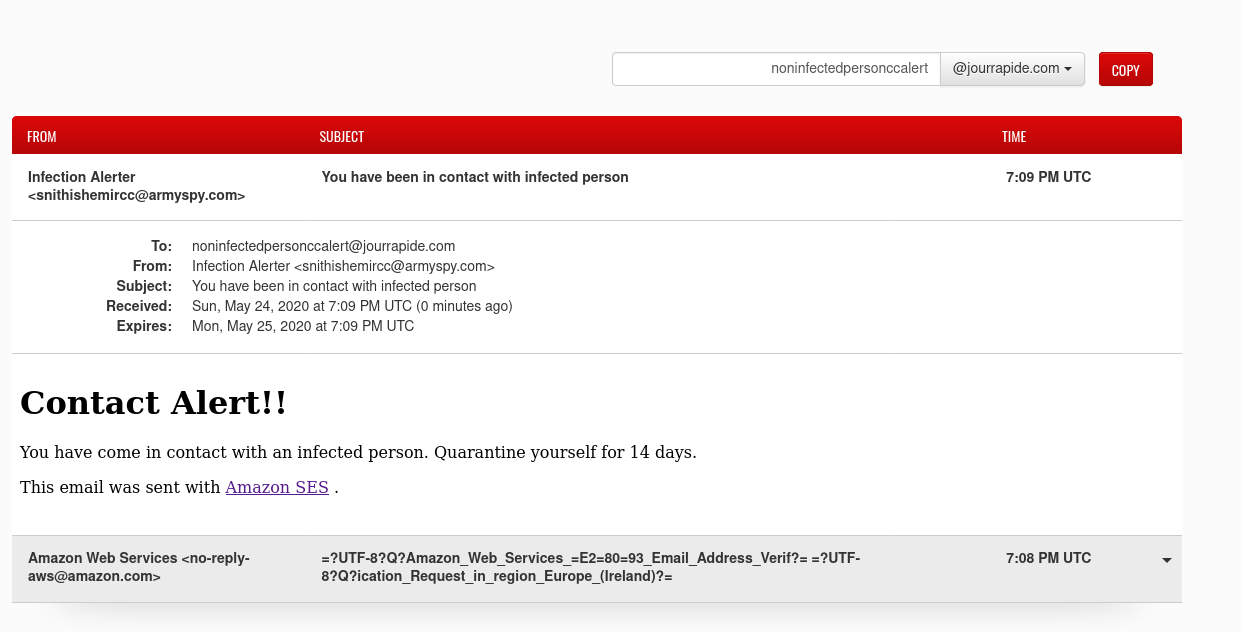 noninfectedpersonccalert @jourrapide.com COPY
FROM SUBJECT TIME
Infection Alerter You have been in contact with infected person 7:09 PM UTC
<snithishemircc@armyspy.com>
To: noninfectedpersonccalert@jourrapide.com
From: Infection Alerter <snithishemircc@armyspy.com>
Subject: You have been in contact with infected person
Received: Sun, May 24, 2020 at 7:09 PM UTC (0 minutes ago)
Expires: Mon, May 25, 2020 at 7:09 PM UTC
Contact Alert!!
You have come in contact with an infected person. Quarantine yourself for 14 days.
This email was sent with Amazon SES .
Amazon Web Services <no-reply- =?UTF-8?Q?Amazon_Web_Services_=E2=80=93_Email_Address_Verif?= =?UTF- 7:08 PM UTC
aws@amazon.com> 8?Q?ication_Request_in_region_Europe_(Ireland)?=